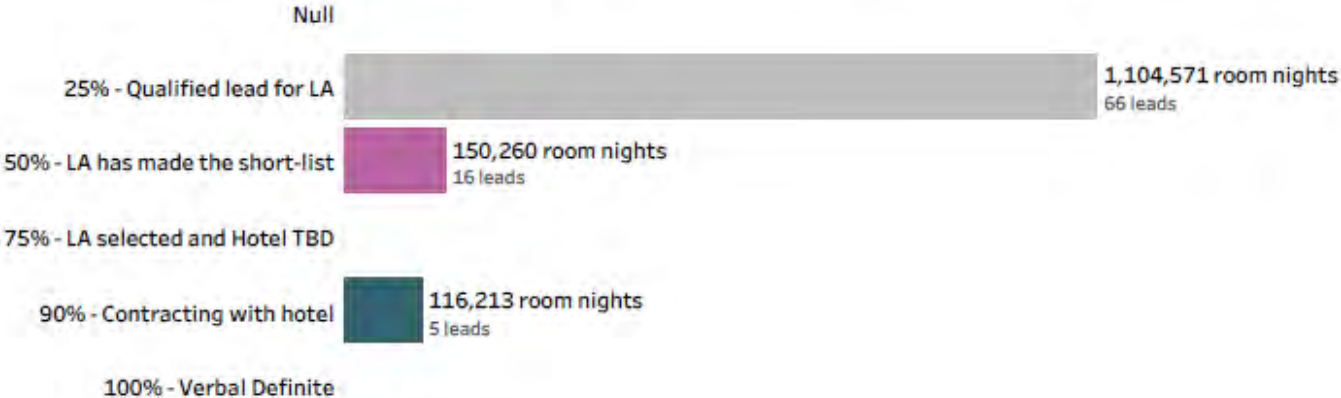 Null
25% - Qualified lead for LA
1,104,571 room nights
66 leads
50% - LA has made the short-list
150,260 room nights
16 leads
75% - LA selected and Hotel TBD
90% - Contracting with hotel
116,213 room nights
5 leads
100% - Verbal Definite